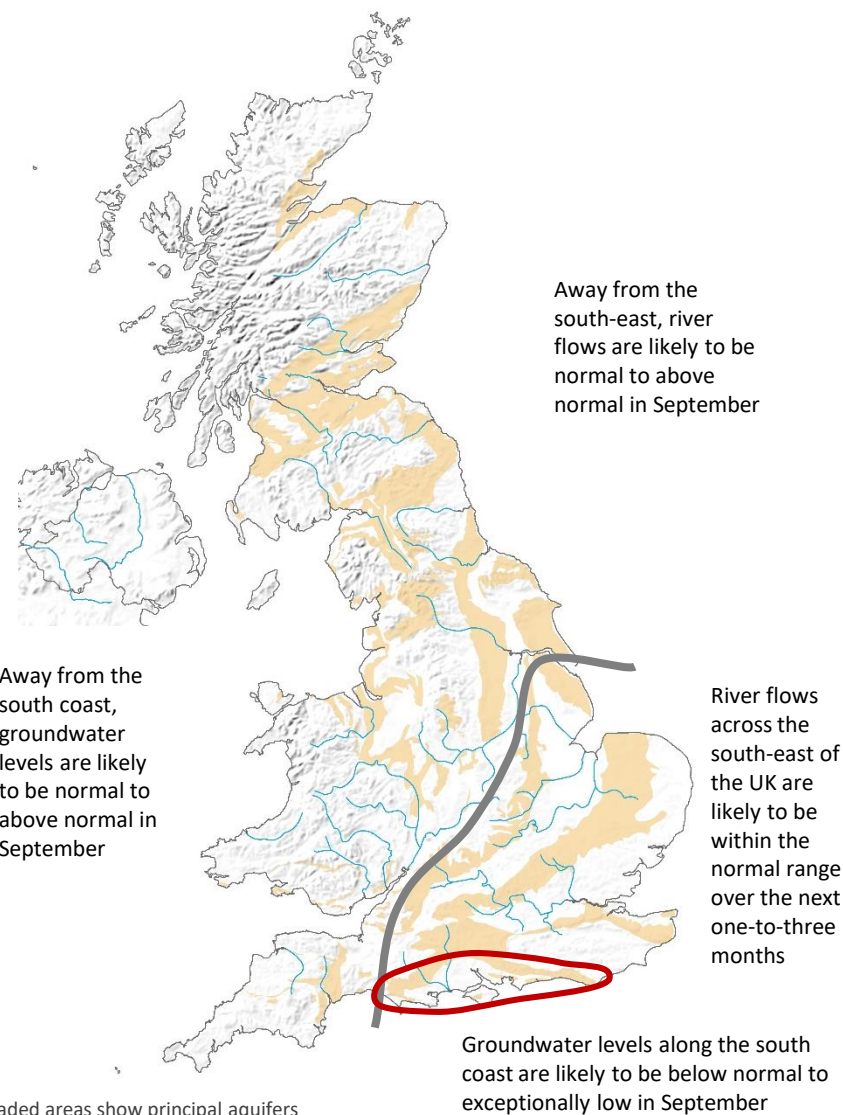 Away from the
south-east, river
flows are likely to be
normal to above
normal in September
Away from the
south coast,
groundwater
levels are likely
to be normal to
above normal in
September
River flows
across the
south-east of
the UK are
likely to be
within the
normal range
over the next
one-to-three
months
Groundwater levels along the south
coast are likely to be below normal to
exceptionally low in September
aded areas show principal aquifers